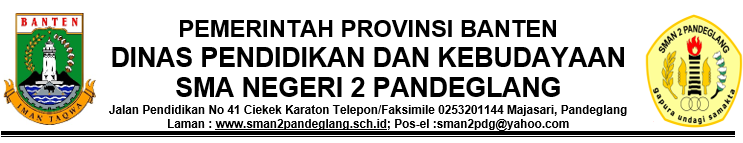 PEMERINTAH PROVINSI BANTEN
DINAS PENDIDIKAN DAN KEBUDAYAAN
SMA NEGERI 2 PANDEGLANG
Jalan Pendidikan No 41 Ciekek Karaton Telepon/Faksimile 0253201144 Majasari, Pandeglang
Laman : www.sman2pandeglang.sch.id; Pos-el :sman2pdg@yahoo.com
BANTEN
IMAN TAQWA
SMAN 2 PANDEGLANG
gapura undagi samakta